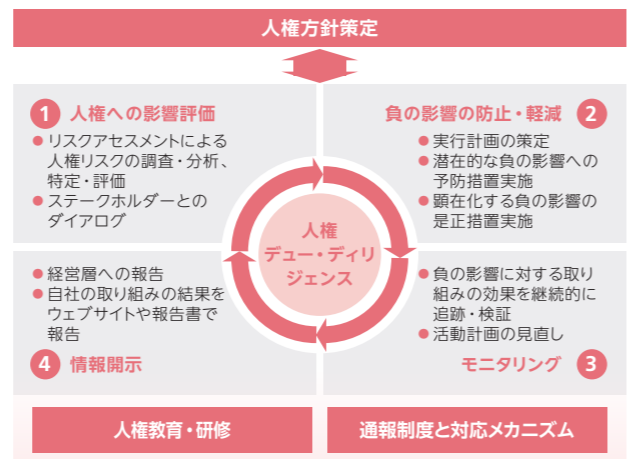 人権方針策定
1 人権への影響評価
●リスクアセスメントによる
人権リスクの調査・分析、
特定・評価
●ステークホルダーとの
ダイアログ
負の影響の防止・軽減 2
●実行計画の策定
●潜在的な負の影響への
予防措置実施
●顕在化する負の影響の
是正措置実施
人権
デュー・ディリ
ジェンス
●負の影響に対する取り
組みの効果を継続的に
追跡・検証
●活動計画の見直し
モニタリング 3
●経営層への報告
●自社の取り組みの結果を
ウェブサイトや報告書で
報告
4 情報開示
人権教育・研修
通報制度と対応メカニズム